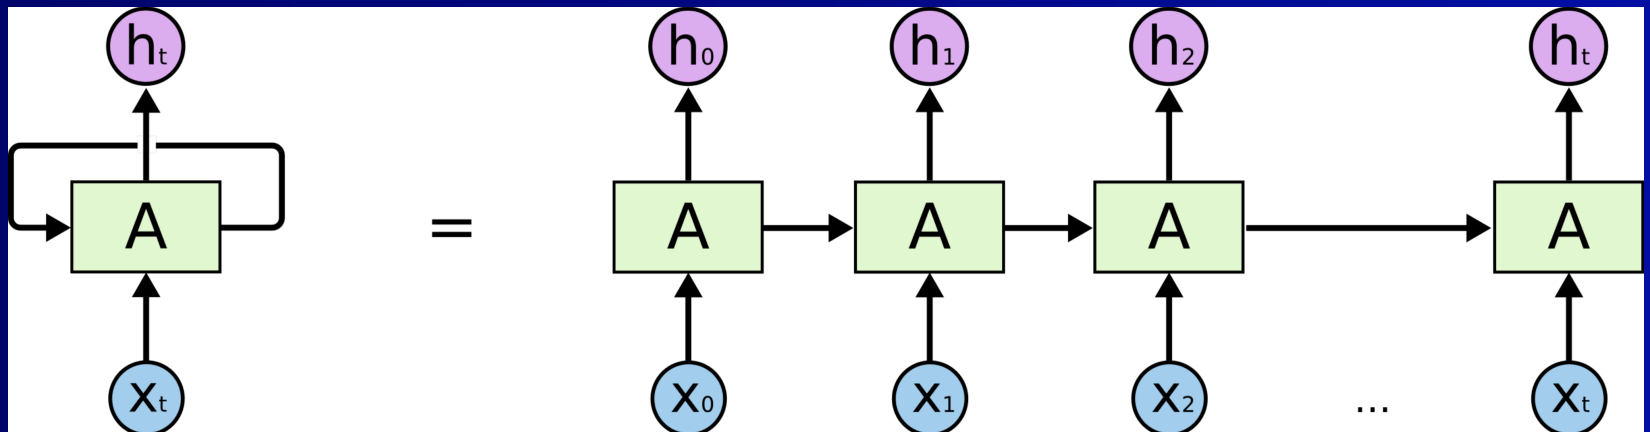 ht h0 h1 h2 ht
A = A A A A
xt x0 x1 x2 ... xt